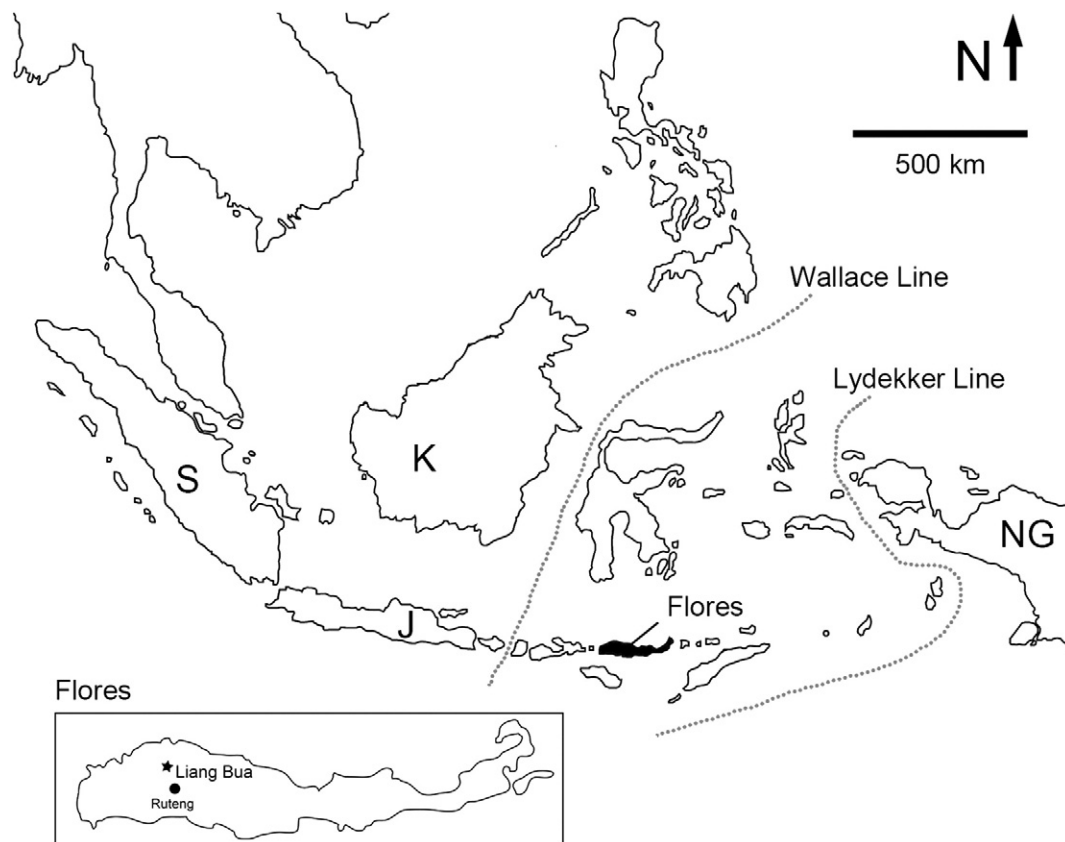 N
500 km
Wallace Line
Lydekker Line
K
S
NG
Flores
J
Flores
Liang Bua
Ruteng